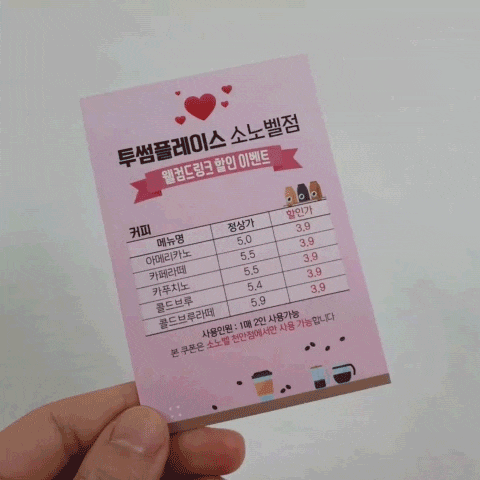 투썸플레이스 소노벨점
웰컴드링크 할인 이벤트
커피
메뉴명 정상가 할인가
아메리카노 5.0 3.9
카페라떼 5.5 3.9
카푸치노 5.5 3.9
콜드브루 5.4 3.9
콜드브루라떼 5.9 3.9
사용인원 : 1매 2인 사용가능
본 쿠폰은 소노벨 천안점에서만 사용 가능합니다